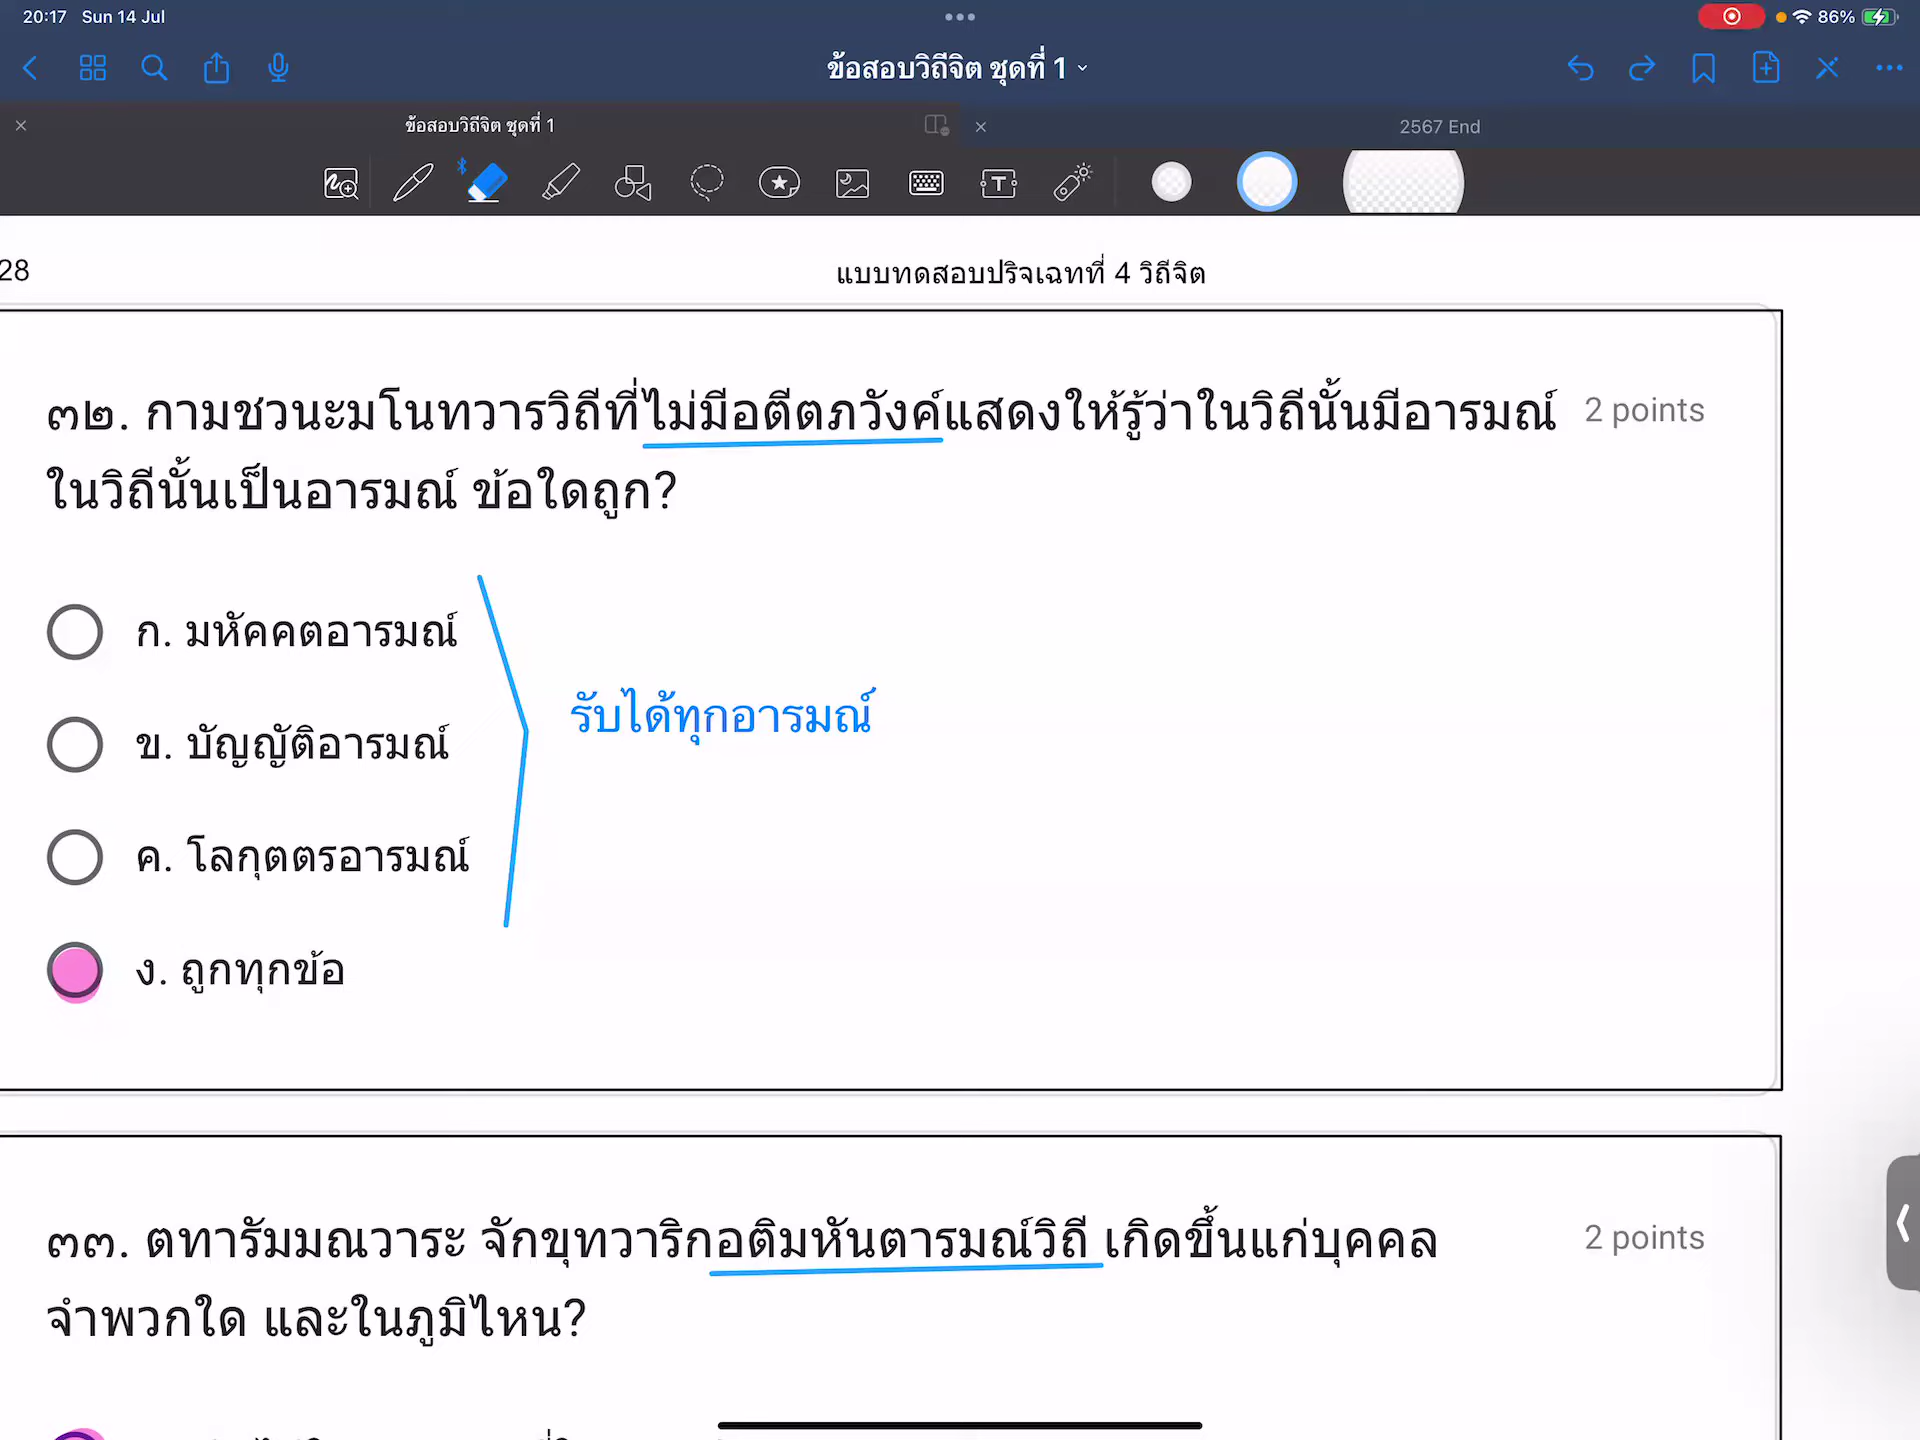 20:17 Sun 14 Jul
86%
ข้อสอบวิถีจิต ชุดที่ 1
ข้อสอบวิถีจิต ชุดที่ 1
2567 End
28
แบบทดสอบปริจเฉทที่ 4 วิถีจิต
๓๒. กามชวนะมโนทวารวิถีที่ไม่มีอตีตภวังค์แสดงให้รู้ว่าในวิถีนั้นมีอารมณ์
2 points
ในวิถีนั้นเป็นอารมณ์ ข้อใดถูก?
ก. มหัคคตอารมณ์
รับได้ทุกอารมณ์
ข. บัญญัติอารมณ์
ค. โลกุตตรอารมณ์
ง. ถูกทุกข้อ
๓๓. ตทารัมมณวาระ จักขุทวาริกอติมหันตารมณ์วิถี เกิดขึ้นแก่บุคคล
2 points
จำพวกใด และในภูมิไหน?